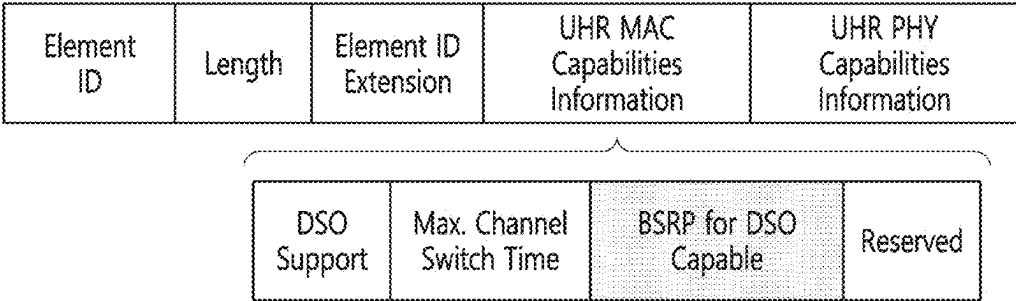 Element
ID
Length
Element ID
Extension
UHR MAC
Capabilities
Information
UHR PHY
Capabilities
Information
DSO
Support
Max. Channel
Switch Time
BSRP for DSO
Capable
Reserved